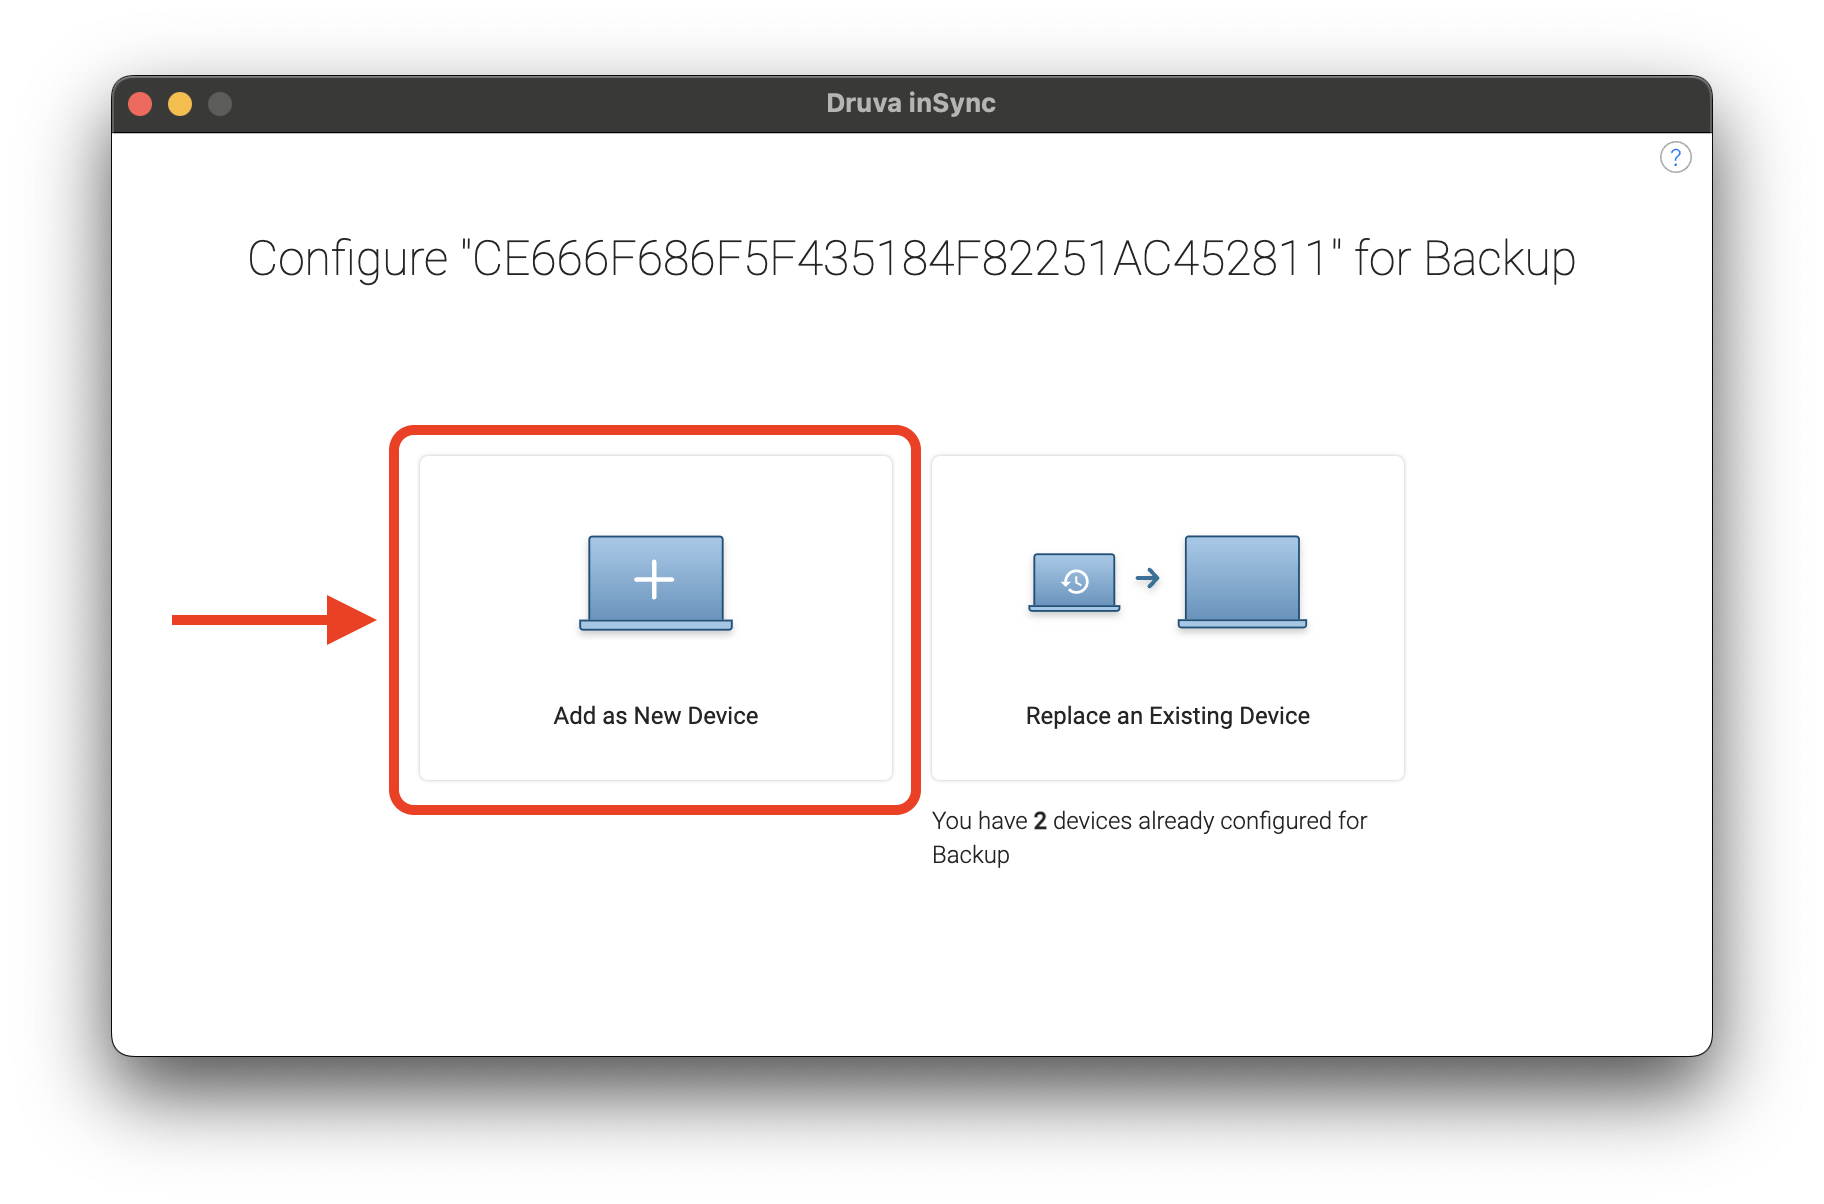 Druva inSync
?
Configure "CE666F686F5F435184F82251AC452811" for Backup
Add as New Device
Replace an Existing Device
You have 2 devices already configured for
Backup